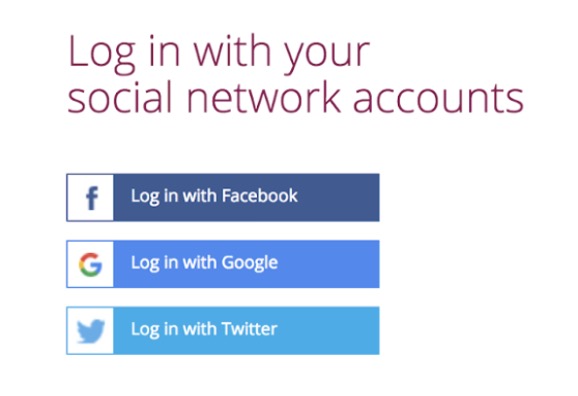 Log in with your
social network accounts
Log in with Facebook
Log in with Google
Log in with Twitter